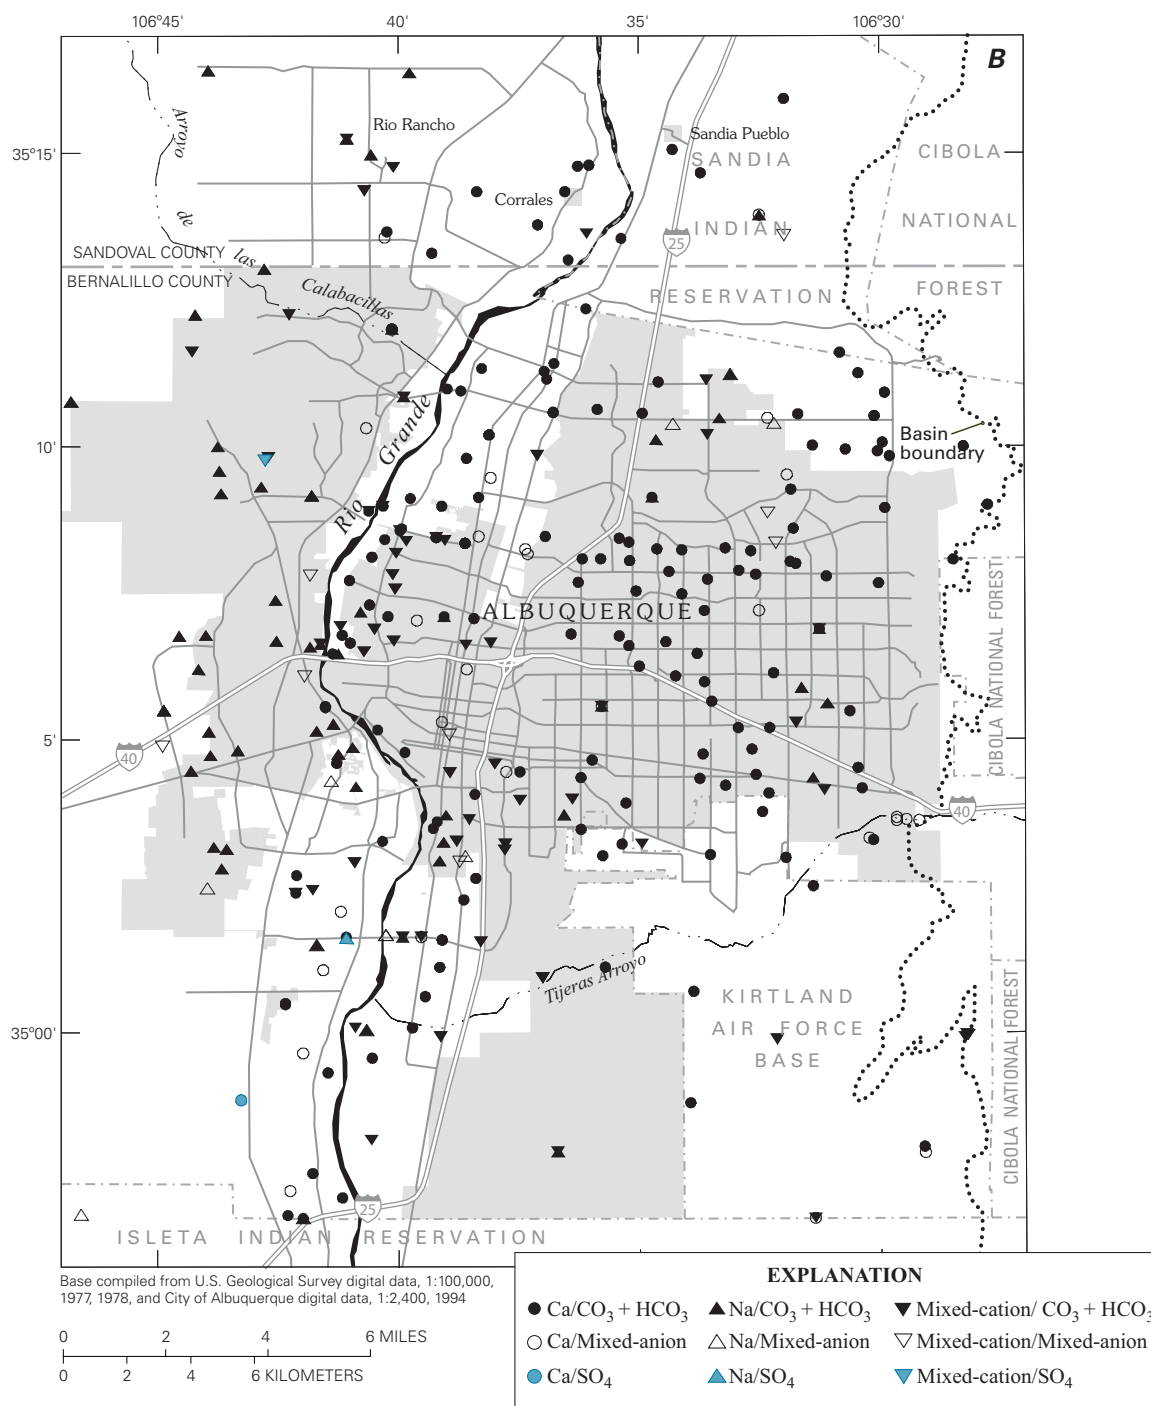 106°45'
40'
35'
106°30'
B
Arroyo
Rio Rancho
Sandia Pueblo
35°15'
SANDIA
CIBOLA
Corrales
de
INDIAN
NATIONAL
25
SANDOVAL COUNTY
las
BERNALILLO COUNTY
Calabacillas
RESERVATION
FOREST
Grande
10'
Basin
boundary
Rio
ALBUQUERQUE
CIBOLA NATIONAL FOREST
5'
40
40
Tijeras Arroyo
KIRTLAND
35°00'
AIR FORCE
BASE
CIBOLA NATIONAL FOREST
25
ISLETA INDIAN RESERVATION
Base compiled from U.S. Geological Survey digital data, 1:100,000,
1977, 1978, and City of Albuquerque digital data, 1:2,400, 1994
0 2 4 6 MILES
0 2 4 6 KILOMETERS
EXPLANATION
Ca/CO₃ + HCO₃ Na/CO₃ + HCO₃ Mixed-cation/ CO₃ + HCO₃
Ca/Mixed-anion Na/Mixed-anion Mixed-cation/Mixed-anion
Ca/SO₄ Na/SO₄ Mixed-cation/SO₄